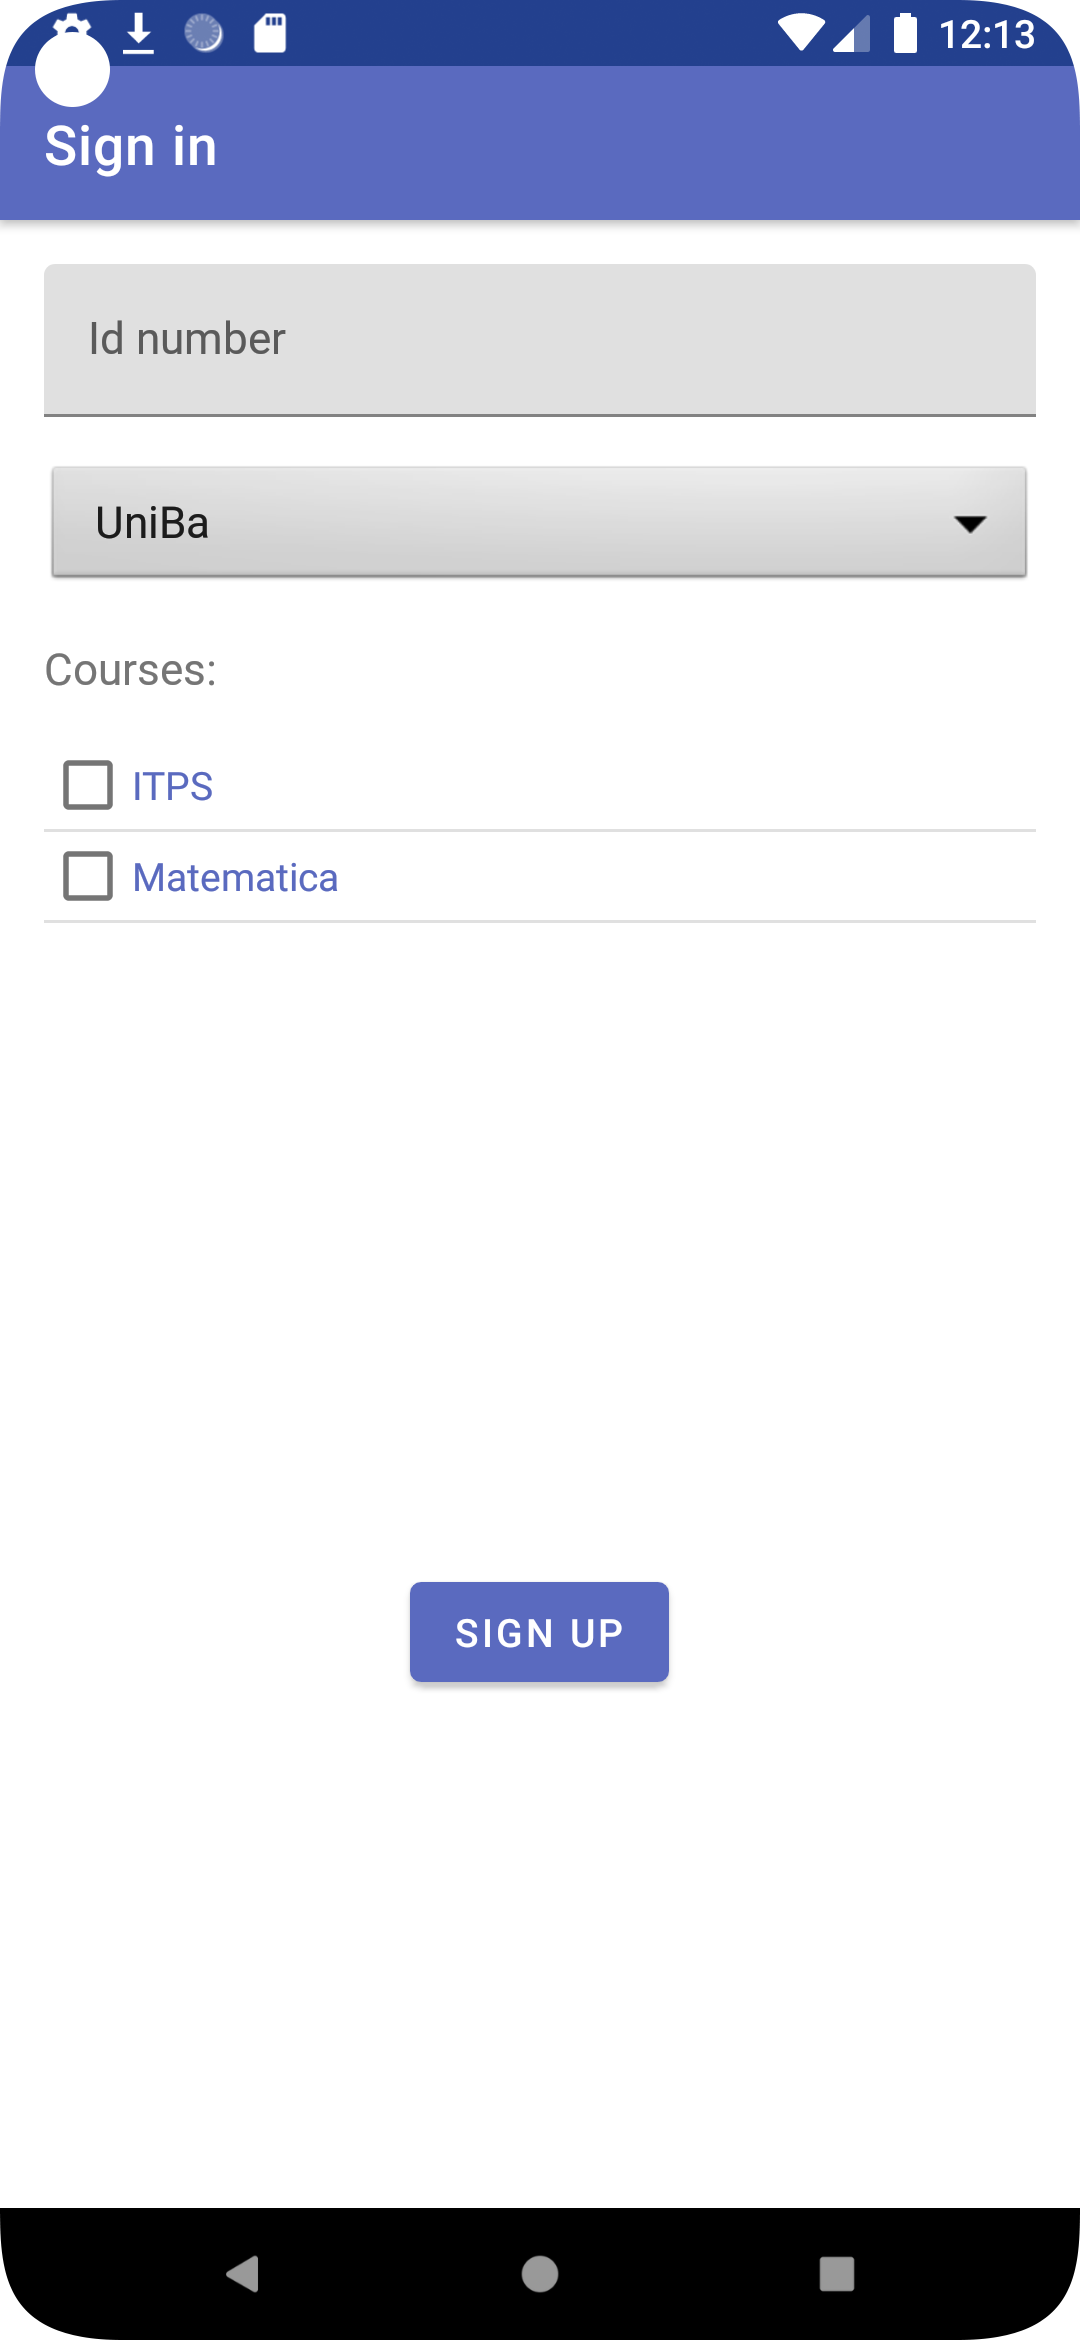 12:13
Sign in
Id number
UniBa
Courses:
ITPS
Matematica
SIGN UP